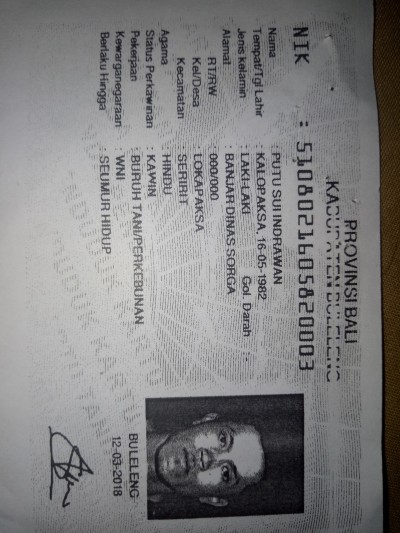 PROVINSI BALI
KABUPATEN BULELENG
NIK : 5108021605820003
Nama : PUTU SUI INDRAWAN
Tempat/Tgl Lahir : KALOPAKSA, 16-05-1982
Jenis kelamin : LAKI-LAKI Gol Darah : -
Alamat : BANJAR DINAS SORGA
RT/RW : 000/000
Kel/Desa : LOKAPAKSA
Kecamatan : SERIRIT
Agama : HINDU
Status Perkawinan : KAWIN
Pekerjaan : BURUH TANI/PERKEBUNAN
Kewarganegaraan : WNI
Berlaku Hingga : SEUMUR HIDUP
BULELENG
12-03-2018